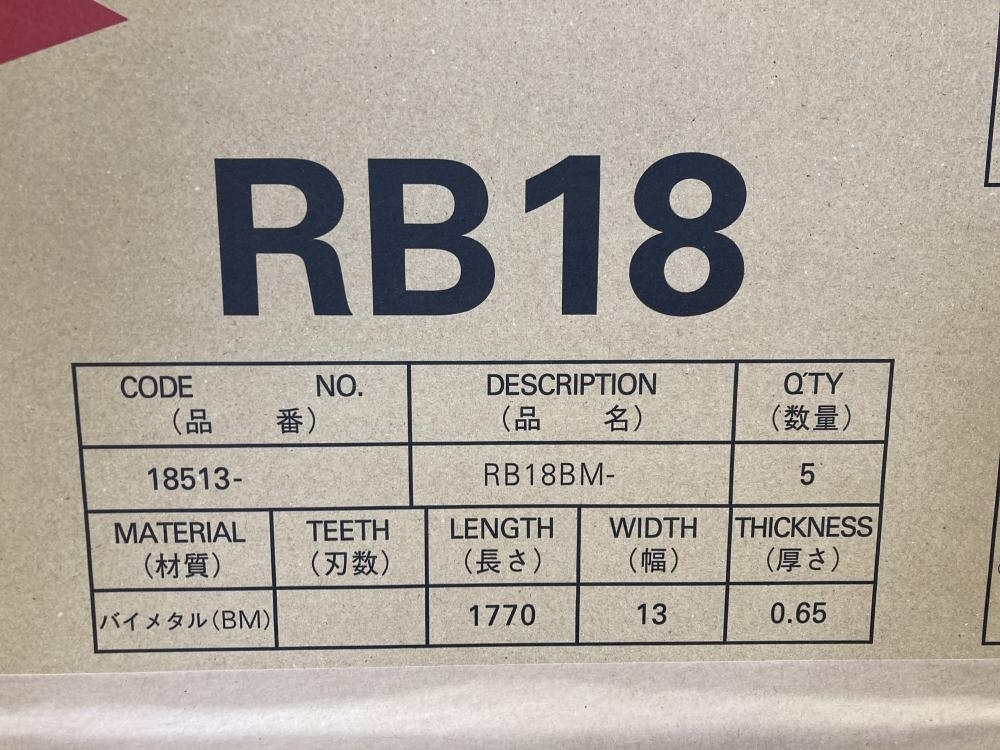 RB18
CODE NO. DESCRIPTION Q'TY
(品 番) (品 名) (数量)
18513- RB18BM- 5
MATERIAL TEETH LENGTH WIDTH THICKNESS
(材質) (刃数) (長さ) (幅) (厚さ)
バイメタル(BM) 1770 13 0.65